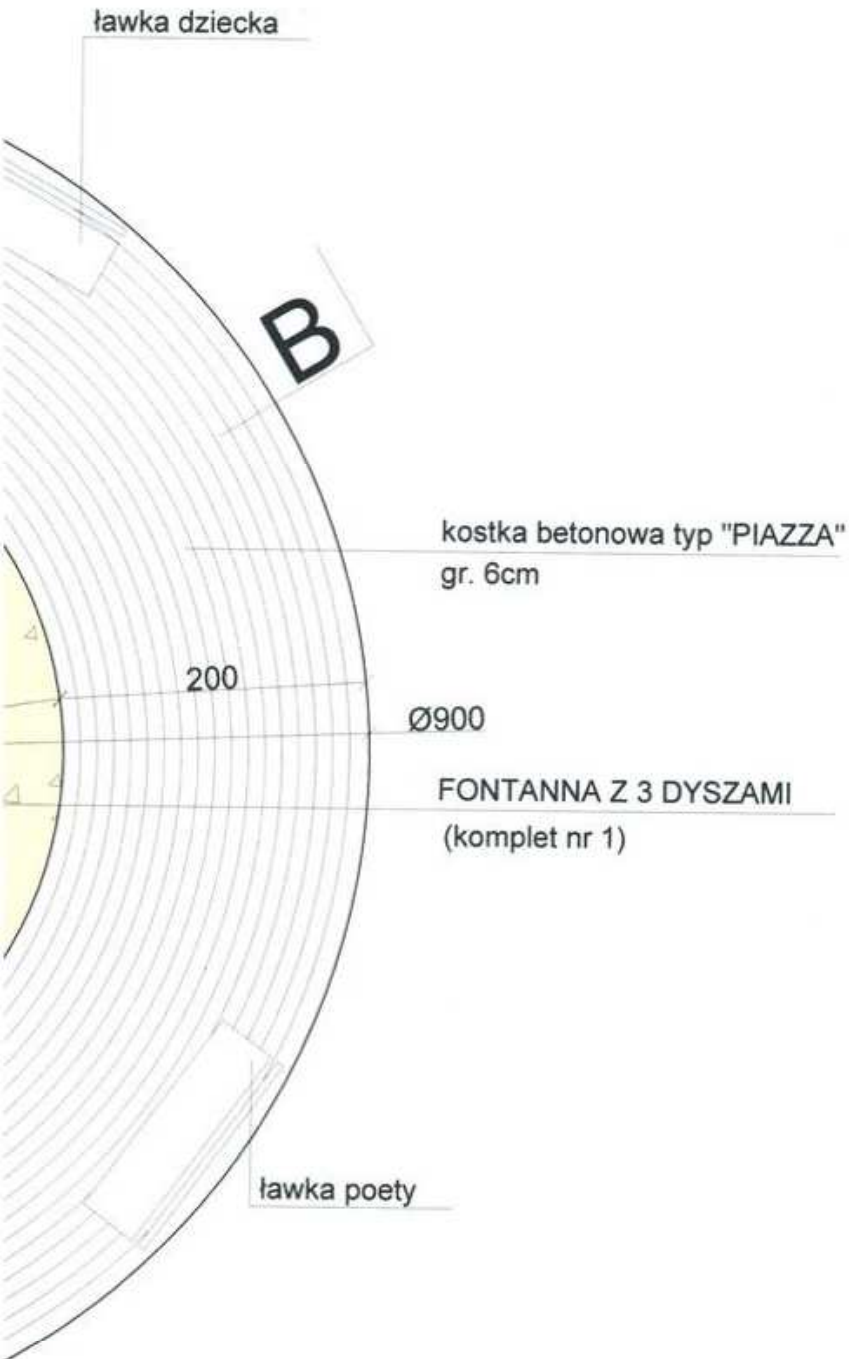 ławka dziecka
B
kostka betonowa typ "PIAZZA"
gr. 6cm
200
Ø900
FONTANNA Z 3 DYSZAMI
(komplet nr 1)
ławka poety